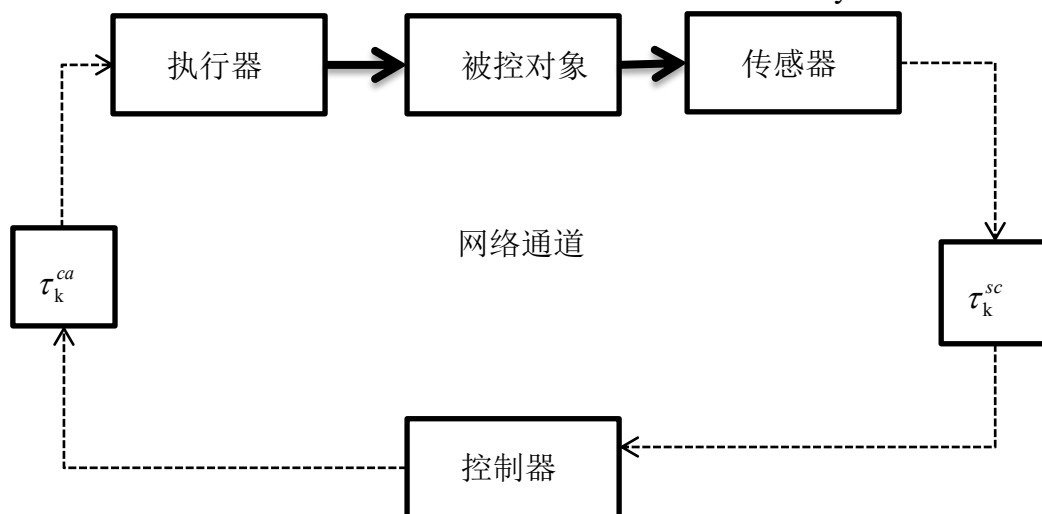 y
执行器
被控对象
传感器
网络通道
τ_k^{ca}
τ_k^{sc}
控制器